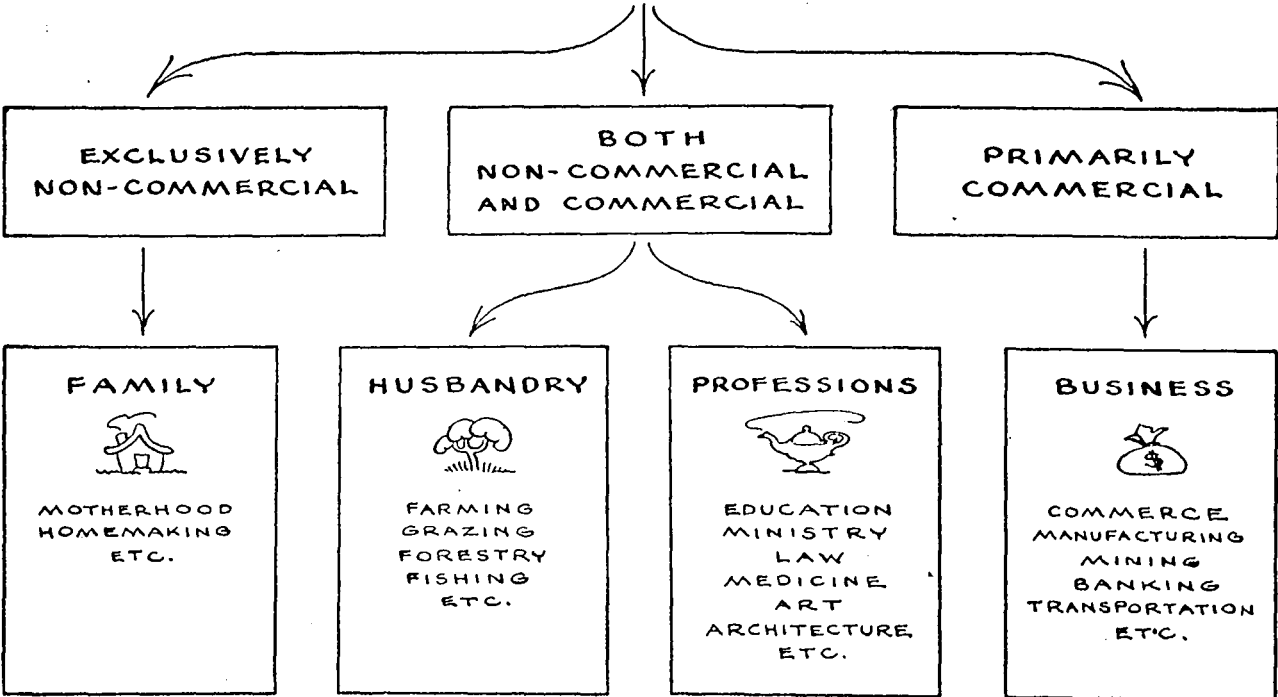 EXCLUSIVELY
NON-COMMERCIAL
BOTH
NON-COMMERCIAL
AND COMMERCIAL
PRIMARILY
COMMERCIAL
FAMILY
MOTHERHOOD
HOMEMAKING
ETC.
HUSBANDRY
FARMING
GRAZING
FORESTRY
FISHING
ETC.
PROFESSIONS
EDUCATION
MINISTRY
LAW
MEDICINE
ART
ARCHITECTURE
ETC.
BUSINESS
$
COMMERCE
MANUFACTURING
MINING
BANKING
TRANSPORTATION
ETC.